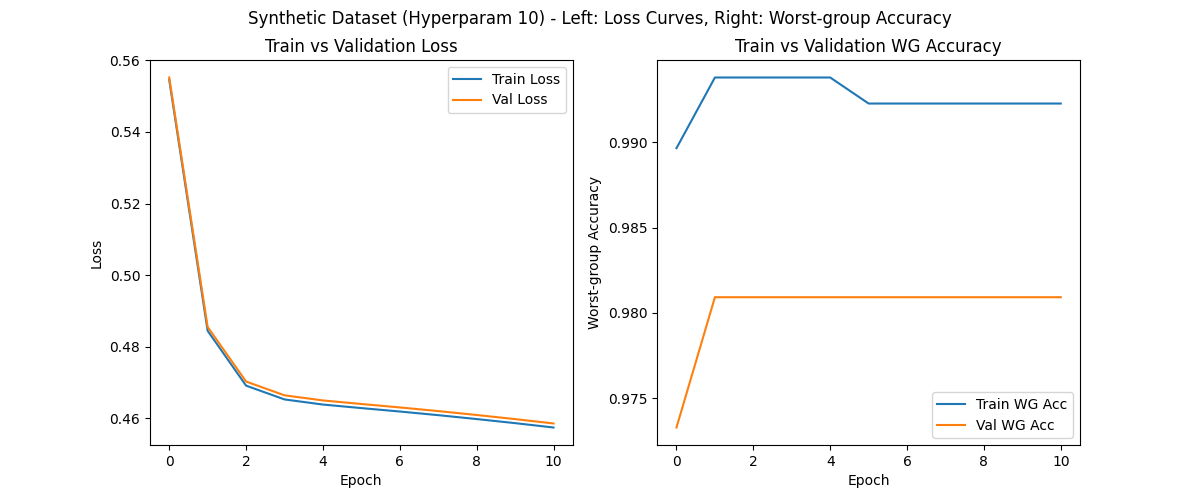 Synthetic Dataset (Hyperparam 10) - Left: Loss Curves, Right: Worst-group Accuracy
Train vs Validation Loss
Train Loss
Val Loss
0.56
0.54
0.52
0.50
0.48
0.46
Loss
0 2 4 6 8 10
Epoch
Train vs Validation WG Accuracy
0.990
0.985
0.980
0.975
Worst-group Accuracy
Train WG Acc
Val WG Acc
0 2 4 6 8 10
Epoch